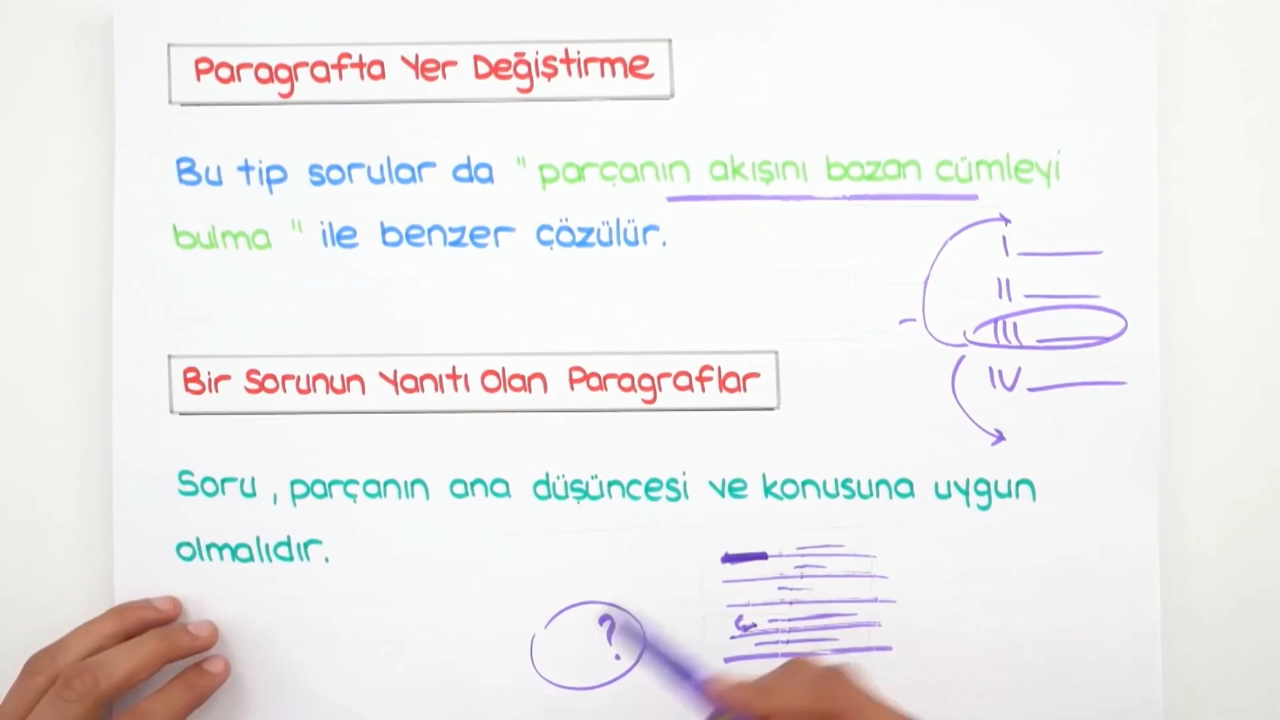 Paragrafta Yer Değiştirme
Bu tip sorular da " parçanın akışını bozan cümleyi
bulma " ile benzer çözülür.
I
II
III
IV
Bir Sorunun Yanıtı Olan Paragraflar
Soru , parçanın ana düşüncesi ve konusuna uygun
olmalıdır.
?